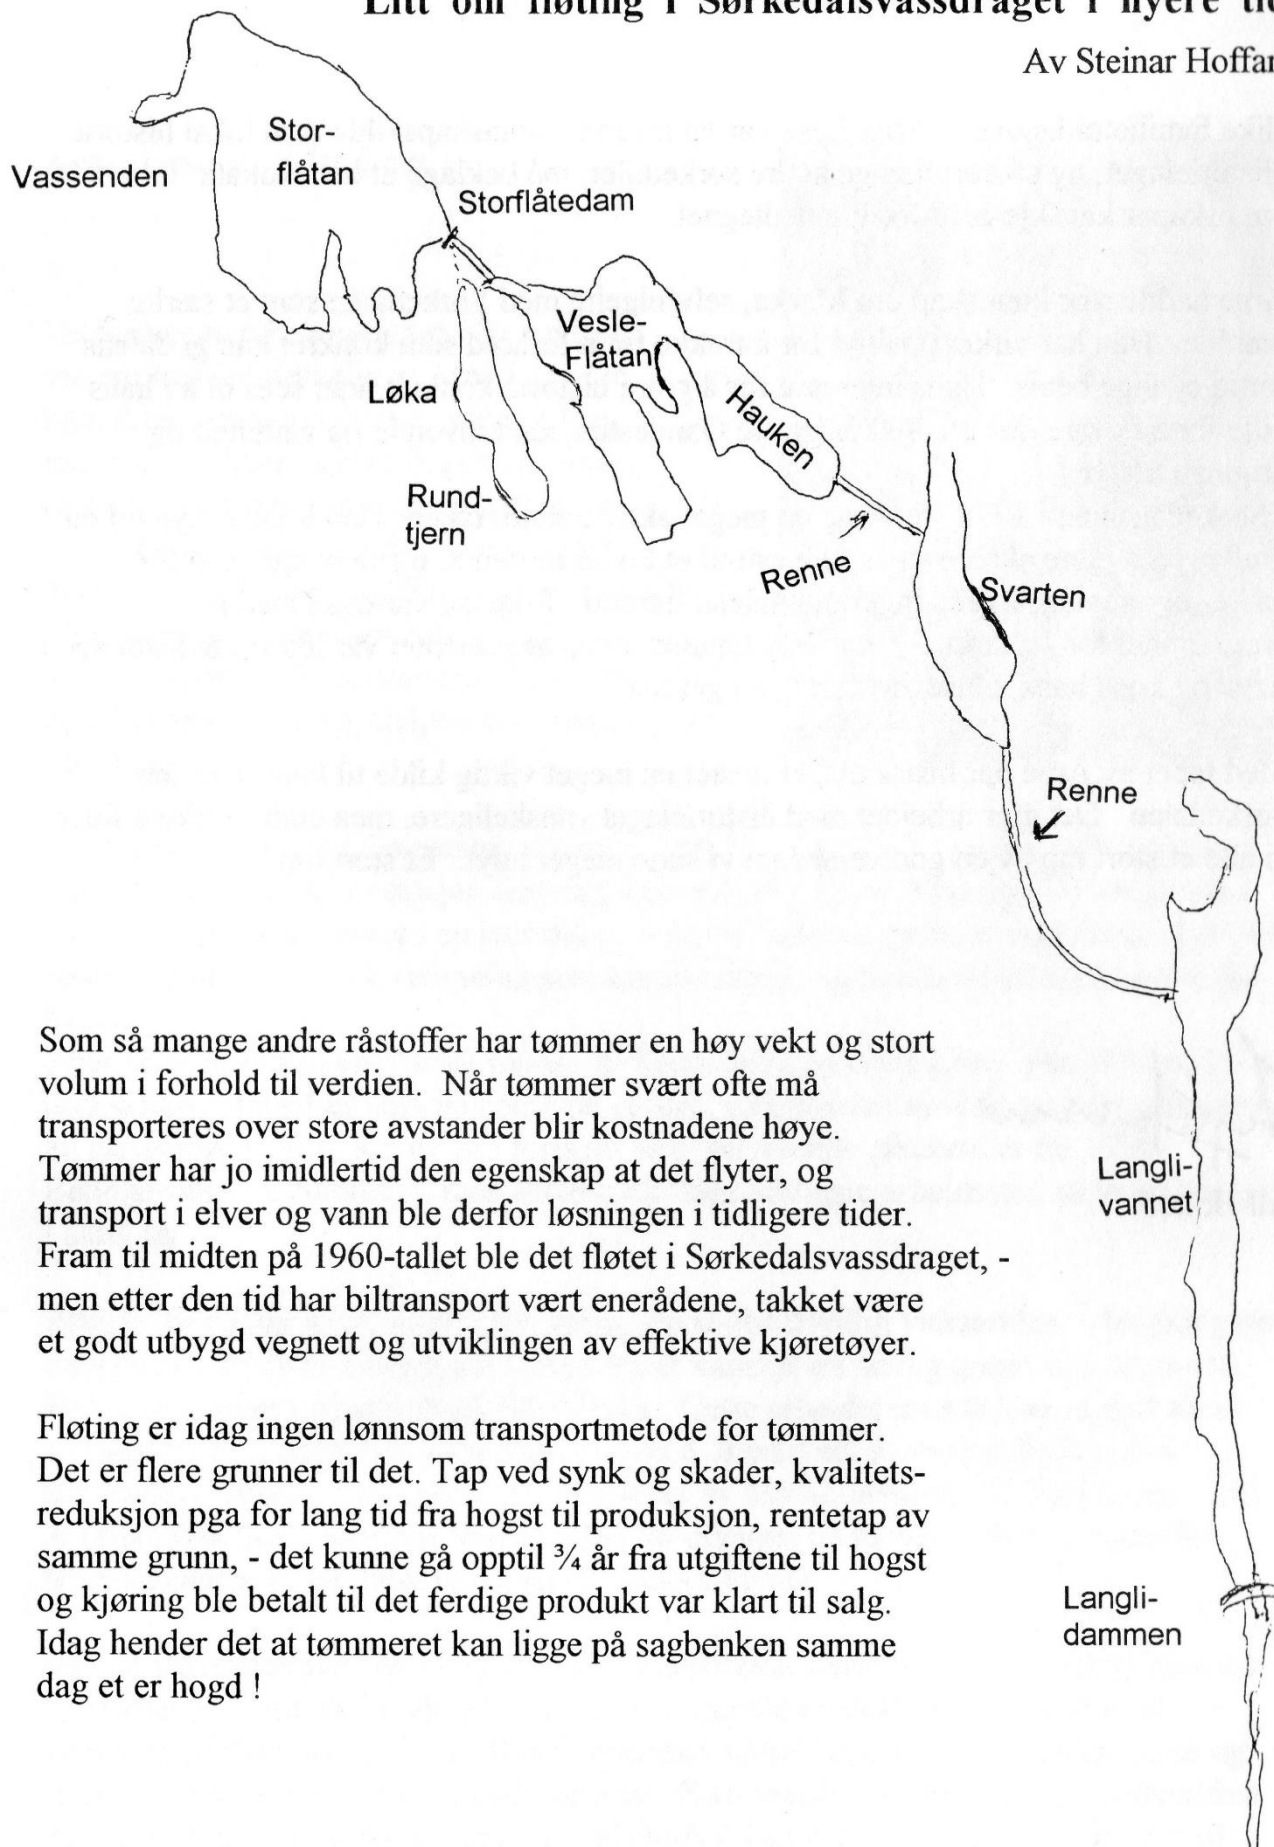 Litt om fløting i Sørkedalsvassdraget i nyere
Av Steinar
Stor-
flåtan
Vassenden
Storflåtedam
Vesle-
Flåtan
Løka
Hauken
Rund-
tjern
Renne
Svarten
Renne
Som så mange andre råstoffer har tømmer en høy vekt og stort
volum i forhold til verdien. Når tømmer svært ofte må
transporteres over store avstander blir kostnadene høye.
Tømmer har jo imidlertid den egenskap at det flyter, og
transport i elver og vann ble derfor løsningen i tidligere tider.
Fram til midten på 1960-tallet ble det fløtet i Sørkedalsvassdraget, -
men etter den tid har biltransport vært enerådene, takket være
et godt utbygd vegnett og utviklingen av effektive kjøretøyer.
Langli-
vannet
Fløting er idag ingen lønnsom transportmetode for tømmer.
Det er flere grunner til det. Tap ved synk og skader, kvalitets-
reduksjon pga for lang tid fra hogst til produksjon, rentetap av
samme grunn, - det kunne gå opptil ¾ år fra utgiftene til hogst
og kjøring ble betalt til det ferdige produkt var klart til salg.
Idag hender det at tømmeret kan ligge på sagbenken samme
dag et er hogd !
Langli-
dammen